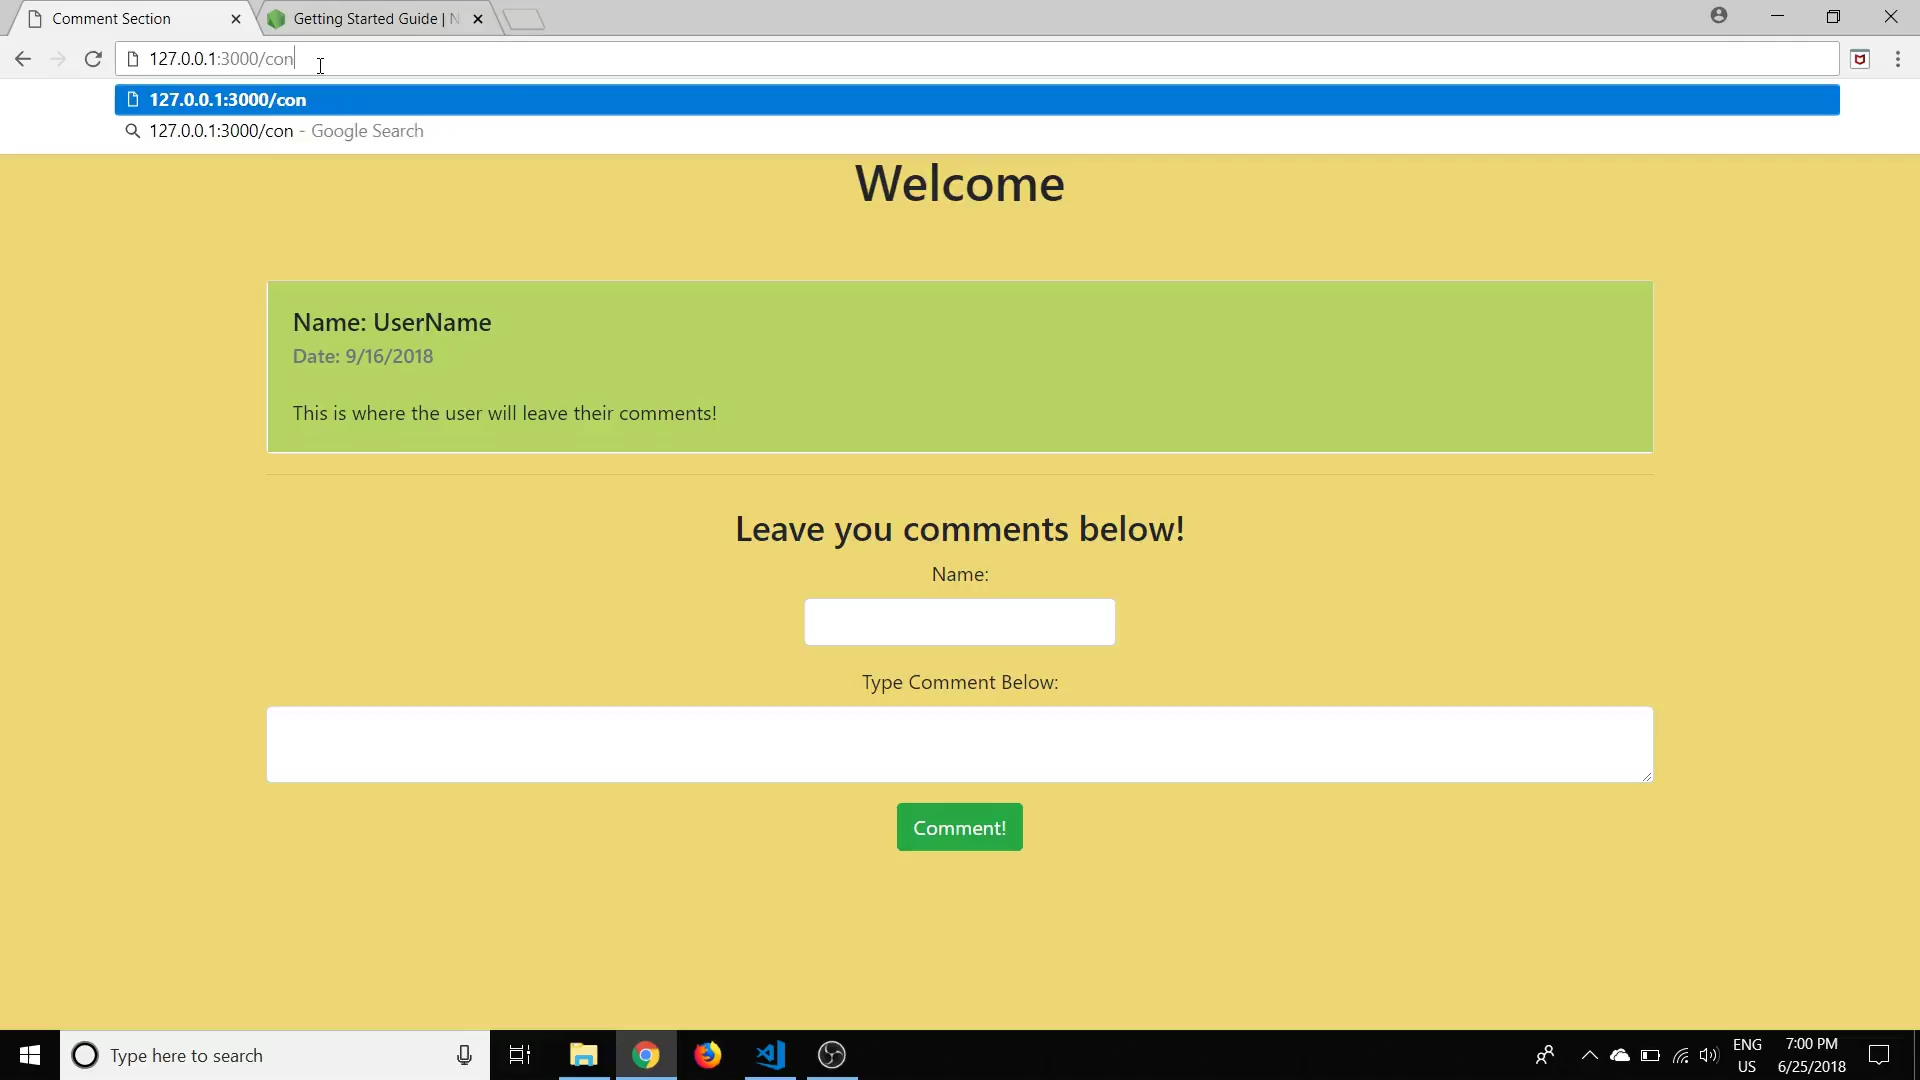 Comment Section
Getting Started Guide | N
127.0.0.1:3000/con
127.0.0.1:3000/con
127.0.0.1:3000/con - Google Search
Welcome
Name: UserName
Date: 9/16/2018
This is where the user will leave their comments!
Leave you comments below!
Name:
Type Comment Below:
Comment!
Type here to search
ENG
US
7:00 PM
6/25/2018